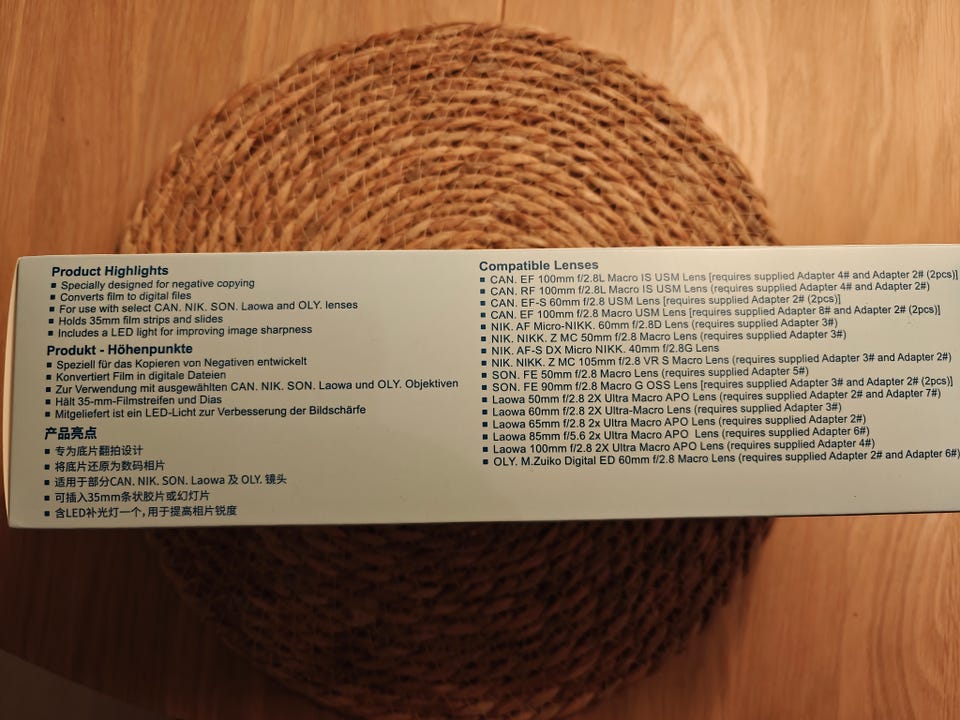 Product Highlights
▪ Specially designed for negative copying
▪ Converts film to digital files
▪ For use with select CAN. NIK. SON. Laowa and OLY. lenses
▪ Holds 35mm film strips and slides
▪ Includes a LED light for improving image sharpness
Produkt - Höhenpunkte
▪ Speziell für das Kopieren von Negativen entwickelt
▪ Konvertiert Film in digitale Dateien
▪ Zur Verwendung mit ausgewählten CAN. NIK. SON. Laowa und OLY. Objektiven
▪ Hält 35-mm-Filmstreifen und Dias
▪ Mitgeliefert ist ein LED-Licht zur Verbesserung der Bildschärfe
产品亮点
▪ 专为底片翻拍设计
▪ 将底片还原为数码相片
▪ 适用于部分CAN. NIK. SON. Laowa 及 OLY. 镜头
▪ 可插入35mm条状胶片或幻灯片
▪ 含LED补光灯一个，用于提高相片锐度
Compatible Lenses
▪ CAN. EF 100mm f/2.8L Macro IS USM Lens [requires supplied Adapter 4# and Adapter 2# (2pcs)]
▪ CAN. RF 100mm f/2.8L Macro IS USM Lens (requires supplied Adapter 4# and Adapter 2#)
▪ CAN. EF-S 60mm f/2.8 USM Lens [requires supplied Adapter 2# (2pcs)]
▪ CAN. EF 100mm f/2.8 Macro USM Lens [requires supplied Adapter 8# and Adapter 2# (2pcs)]
▪ NIK. AF Micro-NIKK. 60mm f/2.8D Lens (requires supplied Adapter 3#)
▪ NIK. NIKK. Z MC 50mm f/2.8 Macro Lens (requires supplied Adapter 3#)
▪ NIK. AF-S DX Micro NIKK. 40mm f/2.8G Lens
▪ NIK. NIKK. Z MC 105mm f/2.8 VR S Macro Lens (requires supplied Adapter 3# and Adapter 2#)
▪ SON. FE 50mm f/2.8 Macro Lens (requires supplied Adapter 5#)
▪ SON. FE 90mm f/2.8 Macro G OSS Lens [requires supplied Adapter 3# and Adapter 2# (2pcs)]
▪ Laowa 50mm f/2.8 2X Ultra Macro APO Lens (requires supplied Adapter 2# and Adapter 7#)
▪ Laowa 60mm f/2.8 2X Ultra-Macro Lens (requires supplied Adapter 3#)
▪ Laowa 65mm f/2.8 2x Ultra Macro APO Lens (requires supplied Adapter 2#)
▪ Laowa 85mm f/5.6 2x Ultra Macro APO Lens (requires supplied Adapter 6#)
▪ Laowa 100mm f/2.8 2X Ultra Macro APO Lens (requires supplied Adapter 4#)
▪ OLY. M.Zuiko Digital ED 60mm f/2.8 Macro Lens (requires supplied Adapter 2# and Adapter 6#)